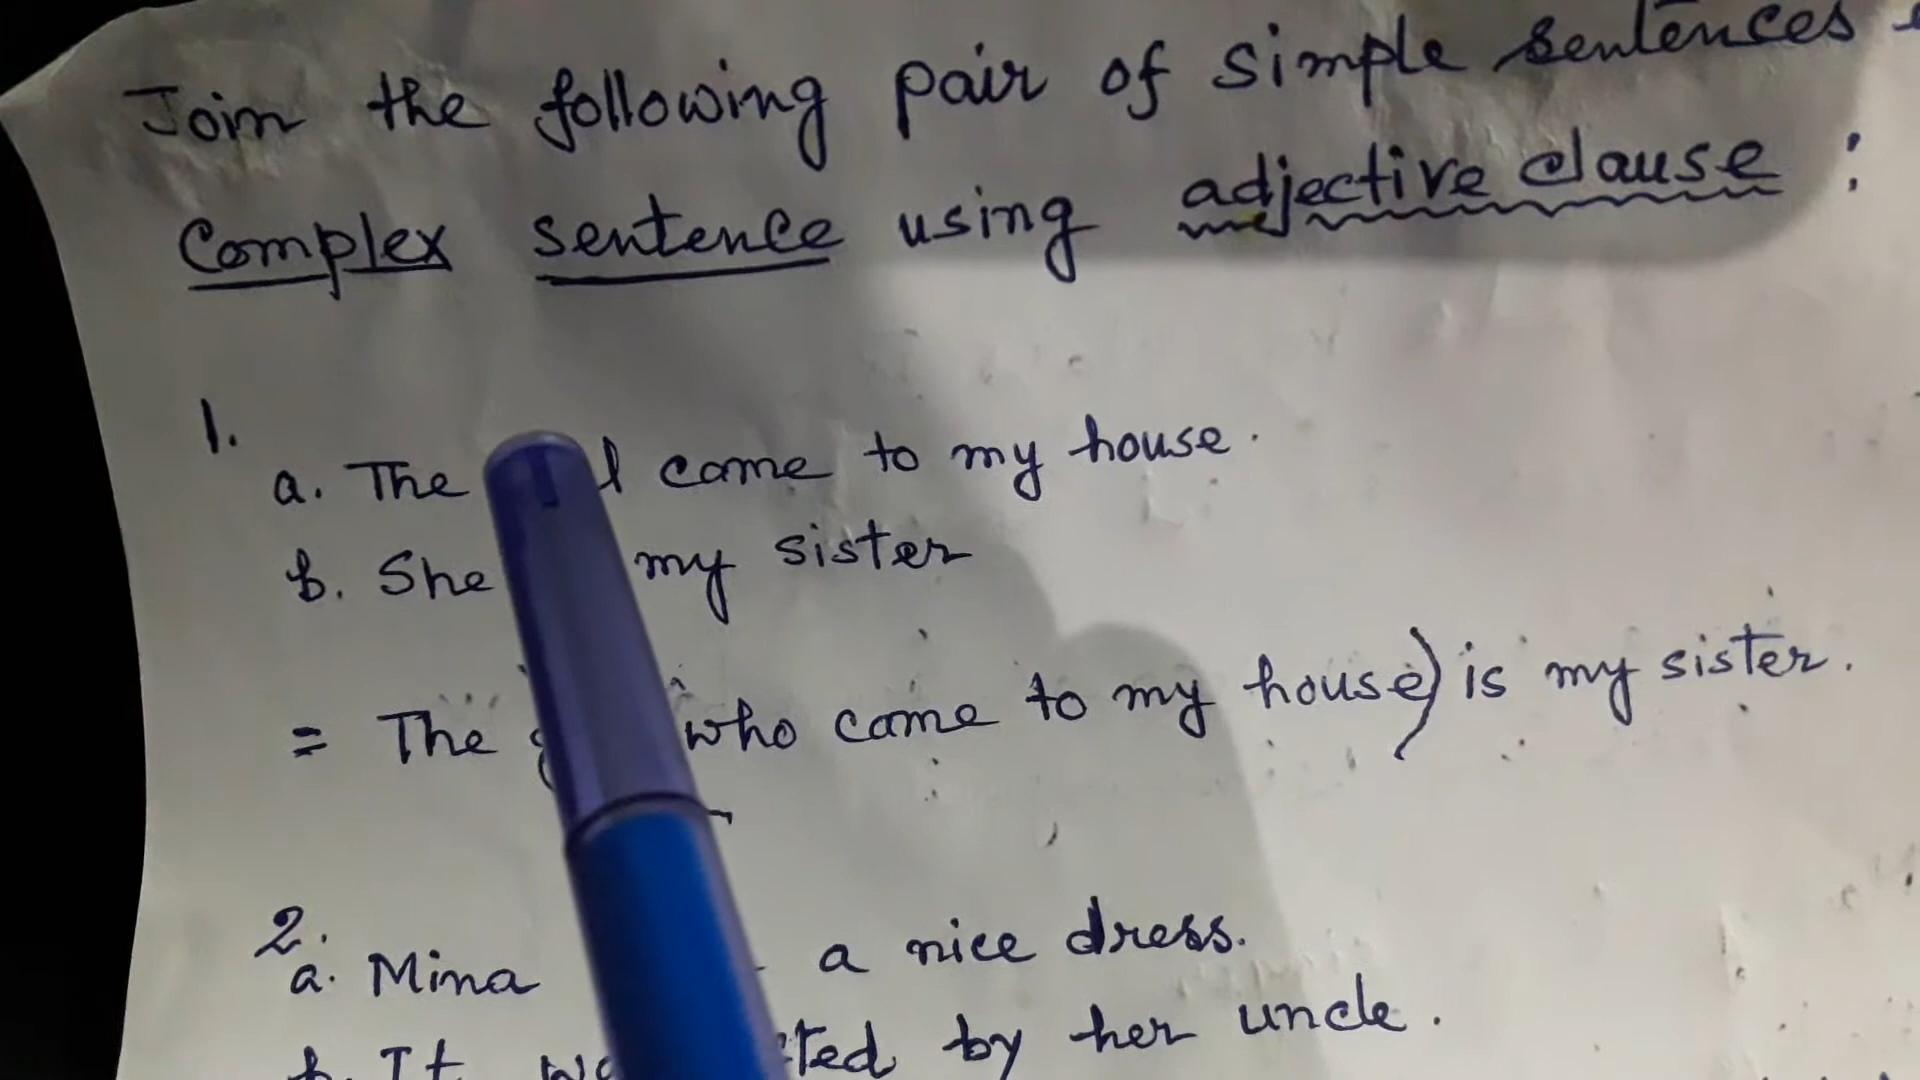 Join the following pair of simple sentences
Complex sentence using adjective clause :
1.
a. The came to my house.
b. She my sister
= The who came to my house) is my sister.
2.
a. Mina a nice dress.
b. It by her uncle.